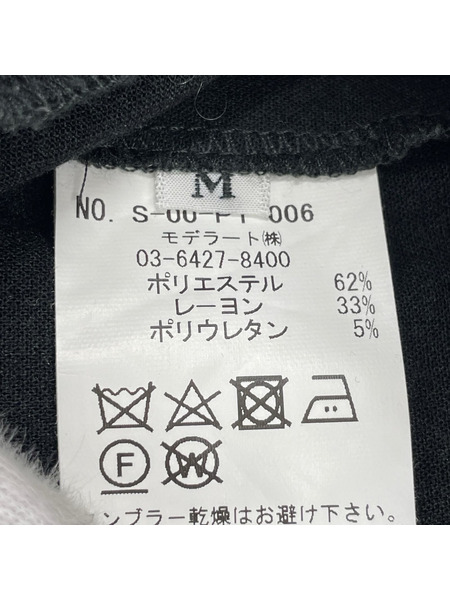 M
NO. S-00-PT 006
モデラート㈱
03-6427-8400
ポリエステル 62%
レーヨン 33%
ポリウレタン 5%
F W
ンブラー乾燥はお避け下さい。